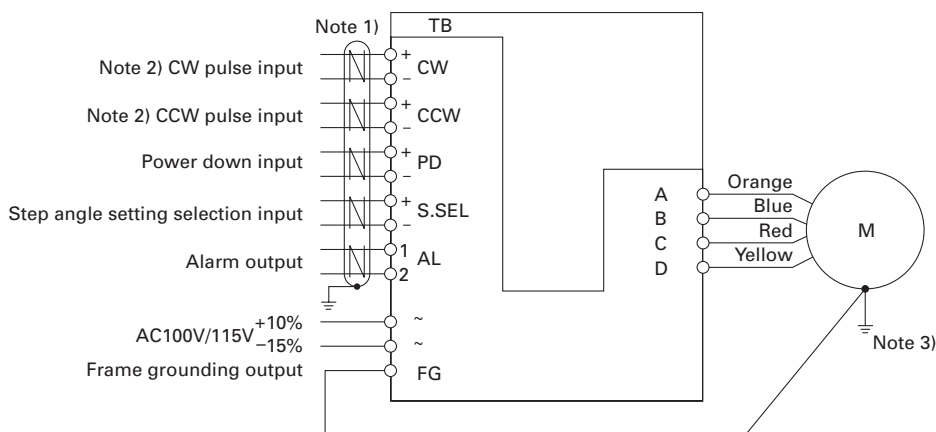 Note 1)
TB
Note 2) CW pulse input
+
−
CW
Note 2) CCW pulse input
+
−
CCW
Power down input
+
−
PD
Step angle setting selection input
+
−
S.SEL
Alarm output
1
2
AL
AC100V/115V +10%
−15%
~
~
Frame grounding output
FG
A
Orange
B
Blue
C
Red
D
Yellow
M
Note 3)